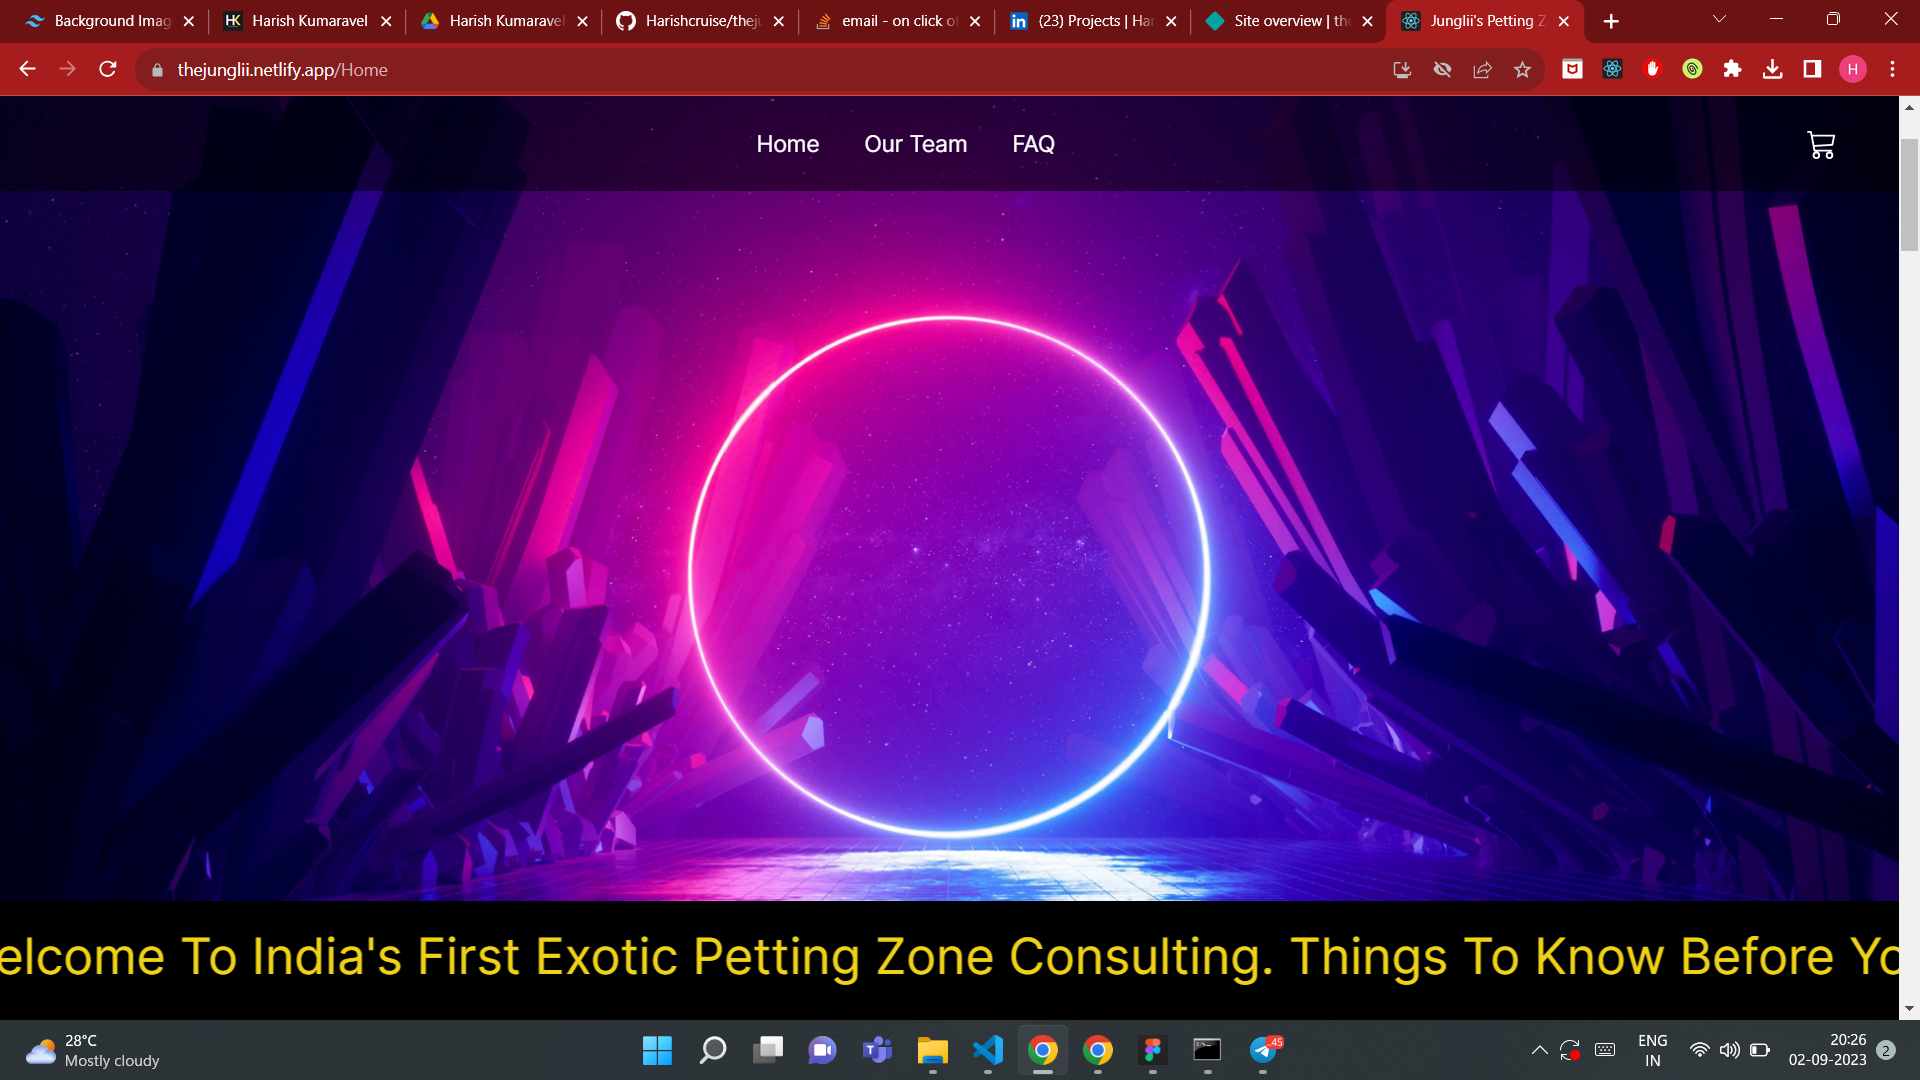 Background Imag
HK Harish Kumaravel
Harish Kumaravel
Harishcruise/theju
email - on click of
in (23) Projects | Har
Site overview | the
Junglii's Petting Z
thejunglii.netlify.app/Home
H
Home Our Team FAQ
elcome To India's First Exotic Petting Zone Consulting. Things To Know Before Yo
28°C
Mostly cloudy
.45
ENG
IN
20:26
02-09-2023
2